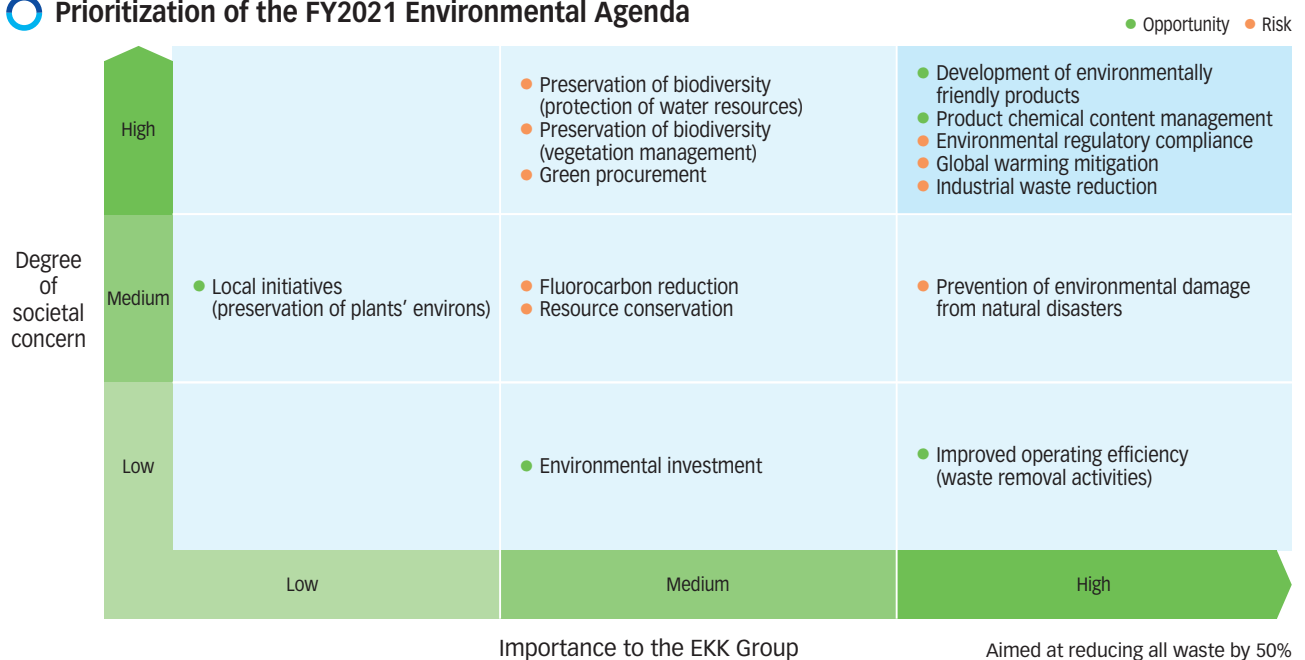 Prioritization of the FY2021 Environmental Agenda
● Opportunity ● Risk
Degree
of
societal
concern
High
● Preservation of biodiversity
(protection of water resources)
● Preservation of biodiversity
(vegetation management)
● Green procurement
● Development of environmentally
friendly products
● Product chemical content management
● Environmental regulatory compliance
● Global warming mitigation
● Industrial waste reduction
Medium
● Local initiatives
(preservation of plants’ environs)
● Fluorocarbon reduction
● Resource conservation
● Prevention of environmental damage
from natural disasters
Low
● Environmental investment
● Improved operating efficiency
(waste removal activities)
Low
Medium
High
Importance to the EKK Group
Aimed at reducing all waste by 50%